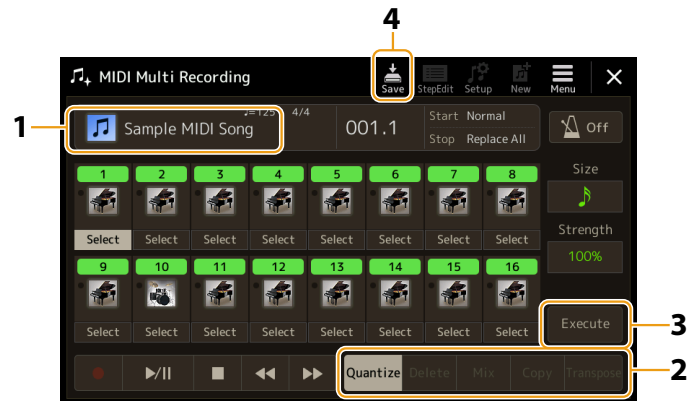 4
MIDI Multi Recording
Save StepEdit Setup New Menu
1
Sample MIDI Song
♩=125 4/4
001.1
Start Normal
Stop Replace All
Off
1 2 3 4 5 6 7 8
Select Select Select Select Select Select Select Select
Size
Strength
100%
9 10 11 12 13 14 15 16
Select Select Select Select Select Select Select Select
Execute
3
Quantize Delete Mix Copy Transpose
2